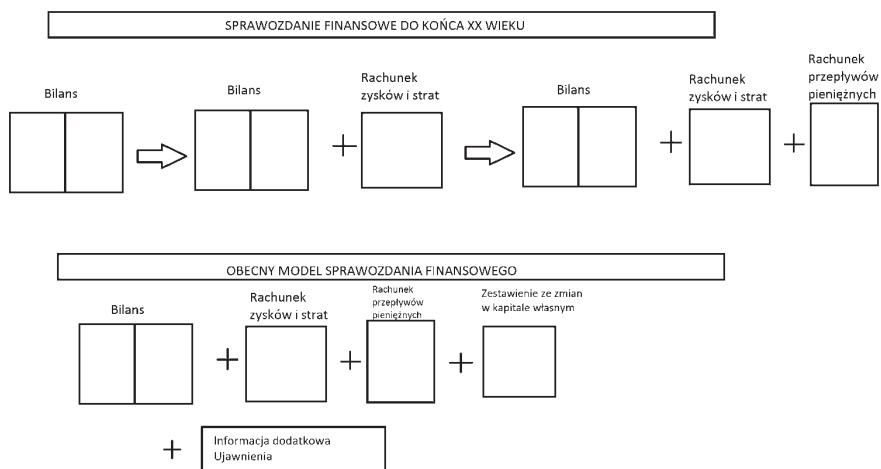 SPRAWOZDANIE FINANSOWE DO KOŃCA XX WIEKU
Bilans
Bilans
Rachunek
zysków i strat
Bilans
Rachunek
zysków i strat
Rachunek
przepływów
pieniężnych
OBECNY MODEL SPRAWOZDANIA FINANSOWEGO
Bilans
Rachunek
zysków i strat
Rachunek
przepływów
pieniężnych
Zestawienie ze zmian
w kapitale własnym
Informacja dodatkowa
Ujawnienia